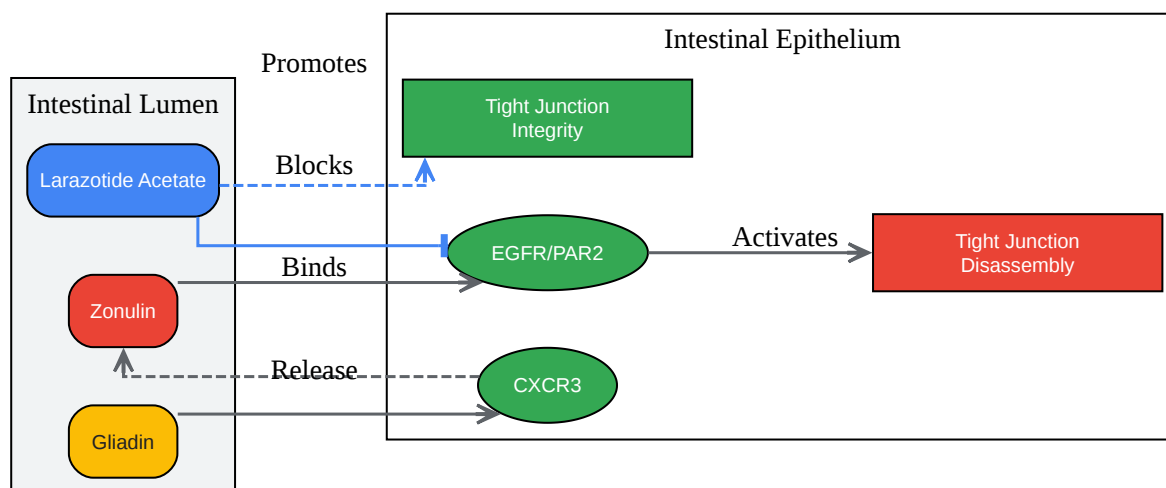 Intestinal Epithelium
Promotes
Intestinal Lumen
Tight Junction
Integrity
Larazotide Acetate
Blocks
EGFR/PAR2
Activates
Tight Junction
Disassembly
Binds
Zonulin
Release
CXCR3
Gliadin